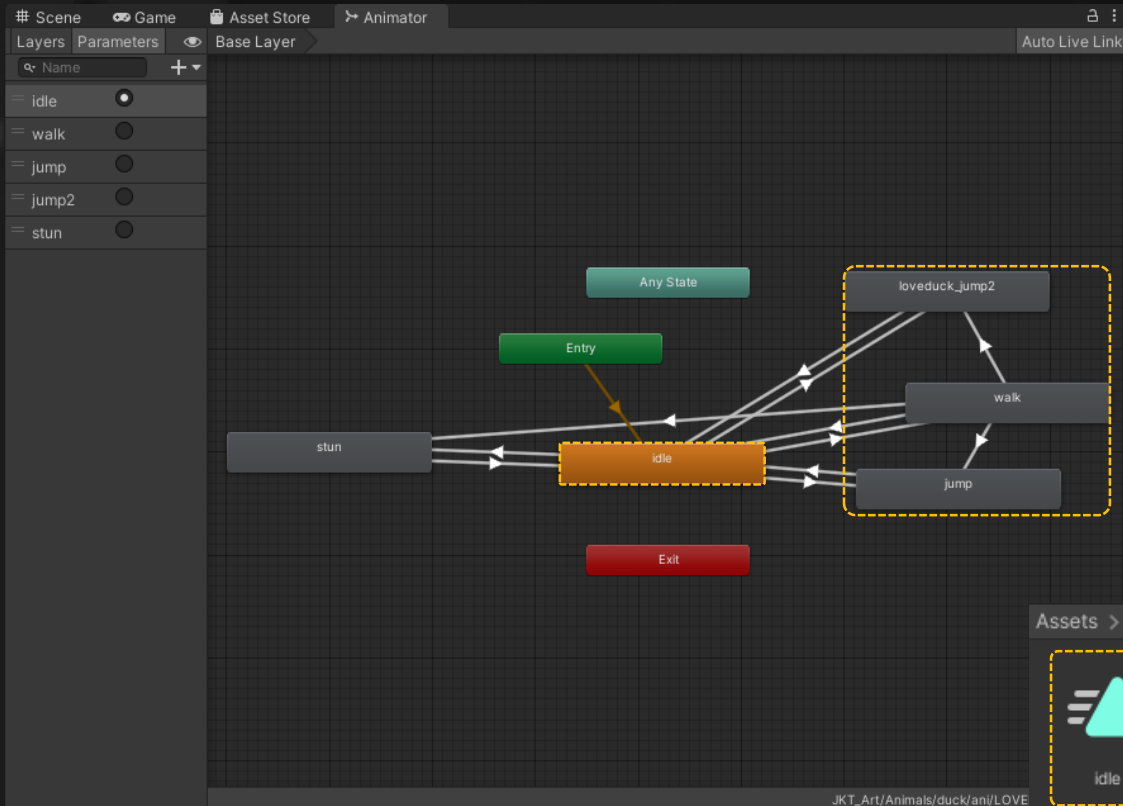 Scene Game Asset Store Animator
Layers Parameters Base Layer Auto Live Link
Name
idle
walk
jump
jump2
stun
Any State
loveduck_jump2
Entry
walk
stun
idle
jump
Exit
Assets
idle
JKT_Art/Animals/duck/ani/LOVE